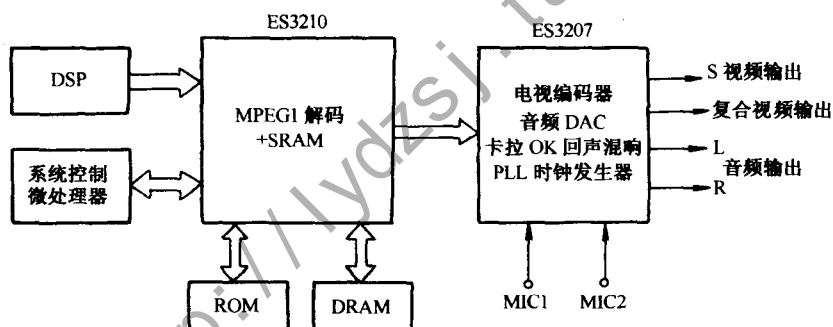 ES3210
ES3207
DSP
MPEG1 解码
+SRAM
系统控制
微处理器
ROM
DRAM
电视编码器
音频 DAC
卡拉 OK 回声混响
PLL 时钟发生器
S 视频输出
复合视频输出
L
音频输出
R
MIC1
MIC2
p://lydzsj.t